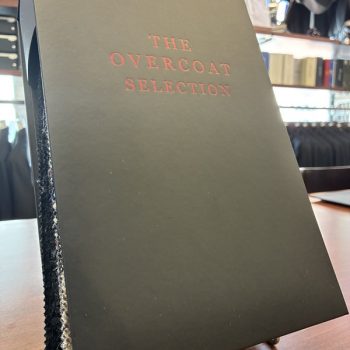 THE
OVERCOAT
SELECTION